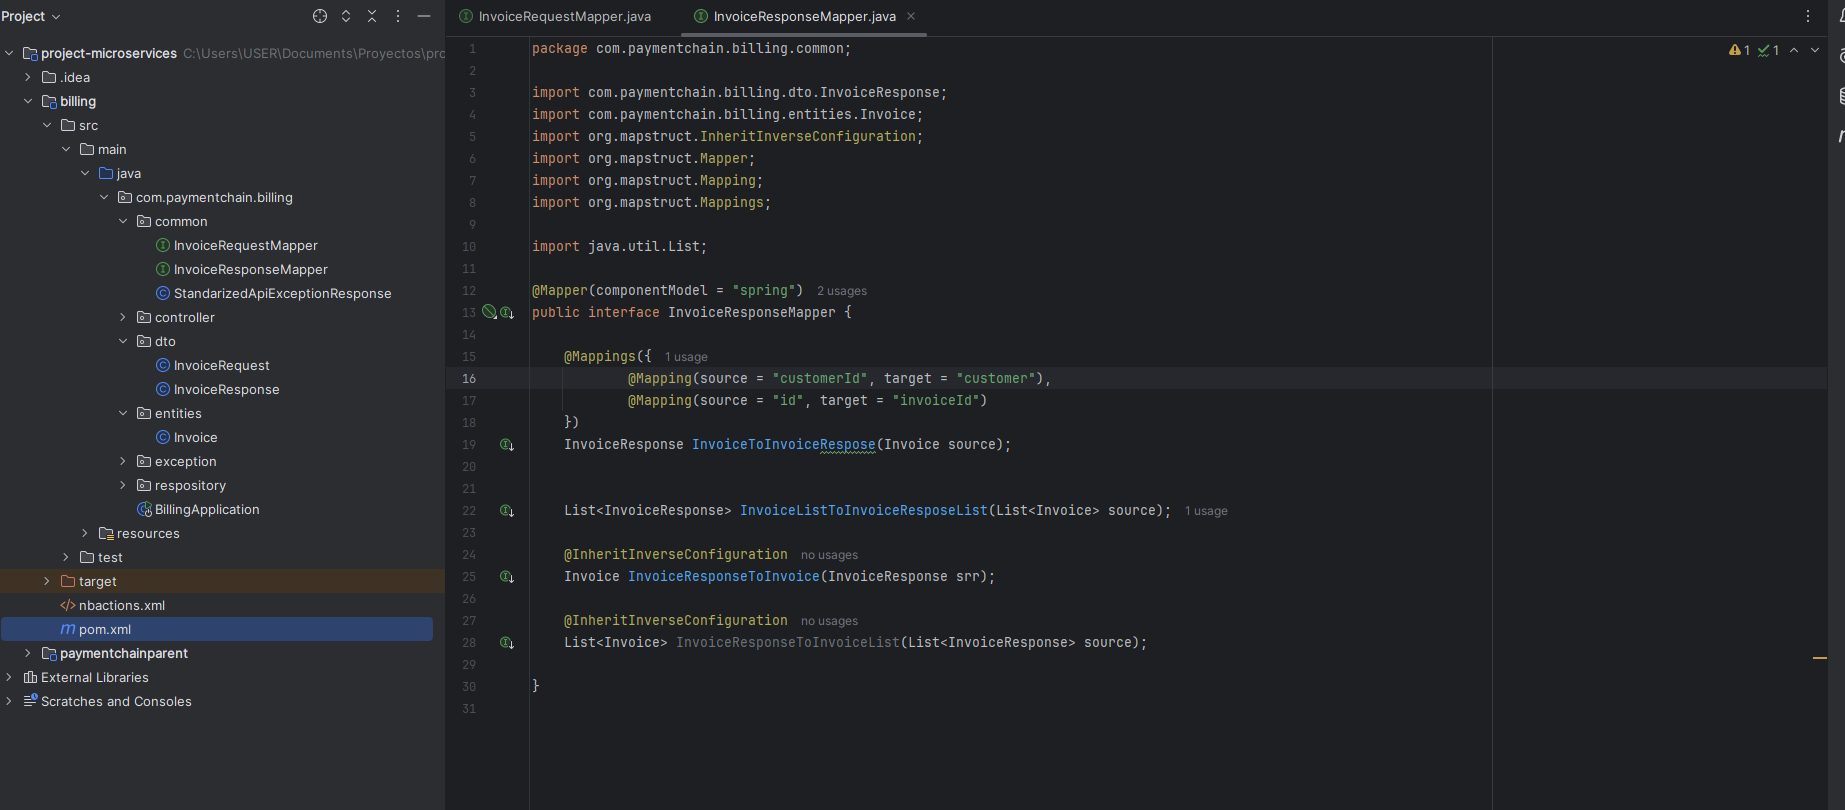 Project
project-microservices C:\Users\USER\Documents\Proyectos\pro
.idea
billing
src
main
java
com.paymentchain.billing
common
InvoiceRequestMapper
InvoiceResponseMapper
StandarizedApiExceptionResponse
controller
dto
InvoiceRequest
InvoiceResponse
entities
Invoice
exception
respository
BillingApplication
resources
test
target
nbactions.xml
pom.xml
paymentchainparent
External Libraries
Scratches and Consoles
InvoiceRequestMapper.java InvoiceResponseMapper.java
1 package com.paymentchain.billing.common; 1 1
2
3 import com.paymentchain.billing.dto.InvoiceResponse;
4 import com.paymentchain.billing.entities.Invoice;
5 import org.mapstruct.InheritInverseConfiguration;
6 import org.mapstruct.Mapper;
7 import org.mapstruct.Mapping;
8 import org.mapstruct.Mappings;
9
10 import java.util.List;
11
12 @Mapper(componentModel = "spring") 2 usages
13 public interface InvoiceResponseMapper {
14
15 @Mappings({ 1 usage
16 @Mapping(source = "customerId", target = "customer"),
17 @Mapping(source = "id", target = "invoiceId")
18 })
19 InvoiceResponse InvoiceToInvoiceRespose(Invoice source);
20
21
22 List<InvoiceResponse> InvoiceListToInvoiceResposeList(List<Invoice> source); 1 usage
23
24 @InheritInverseConfiguration no usages
25 Invoice InvoiceResponseToInvoice(InvoiceResponse srr);
26
27 @InheritInverseConfiguration no usages
28 List<Invoice> InvoiceResponseToInvoiceList(List<InvoiceResponse> source);
29
30 }
31